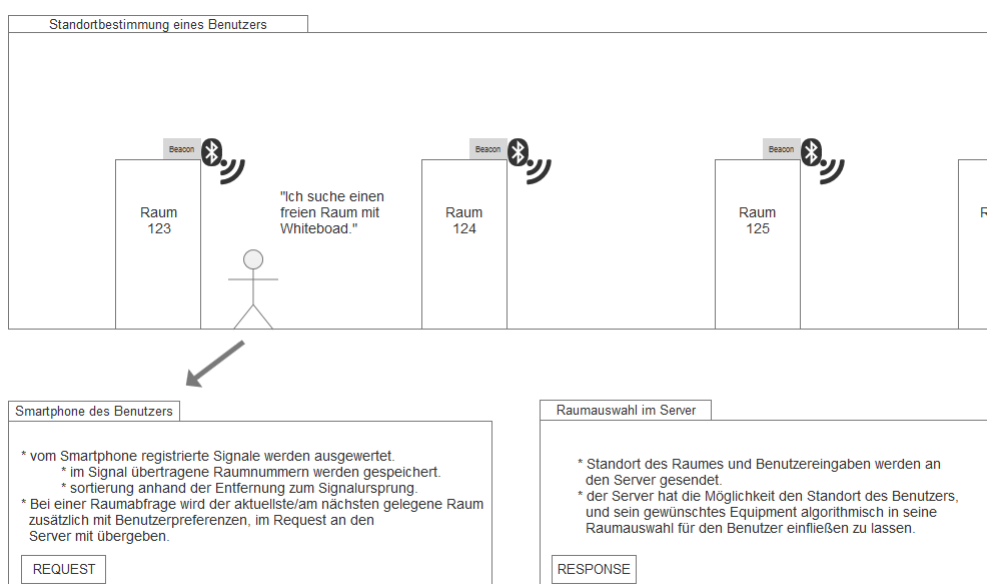 Standortbestimmung eines Benutzers
Beacon
Beacon
Beacon
Raum
123
"Ich suche einen
freien Raum mit
Whiteboad."
Raum
124
Raum
125
R
Smartphone des Benutzers
* vom Smartphone registrierte Signale werden ausgewertet.
* im Signal übertragene Raumnummern werden gespeichert.
* sortierung anhand der Entfernung zum Signalursprung.
* Bei einer Raumabfrage wird der aktuellste/am nächsten gelegene Raum
zusätzlich mit Benutzerpreferenzen, im Request an den
Server mit übergeben.
REQUEST
Raumauswahl im Server
* Standort des Raumes und Benutzereingaben werden an
den Server gesendet.
* der Server hat die Möglichkeit den Standort des Benutzers,
und sein gewünschtes Equipment algorithmisch in seine
Raumauswahl für den Benutzer einfließen zu lassen.
RESPONSE